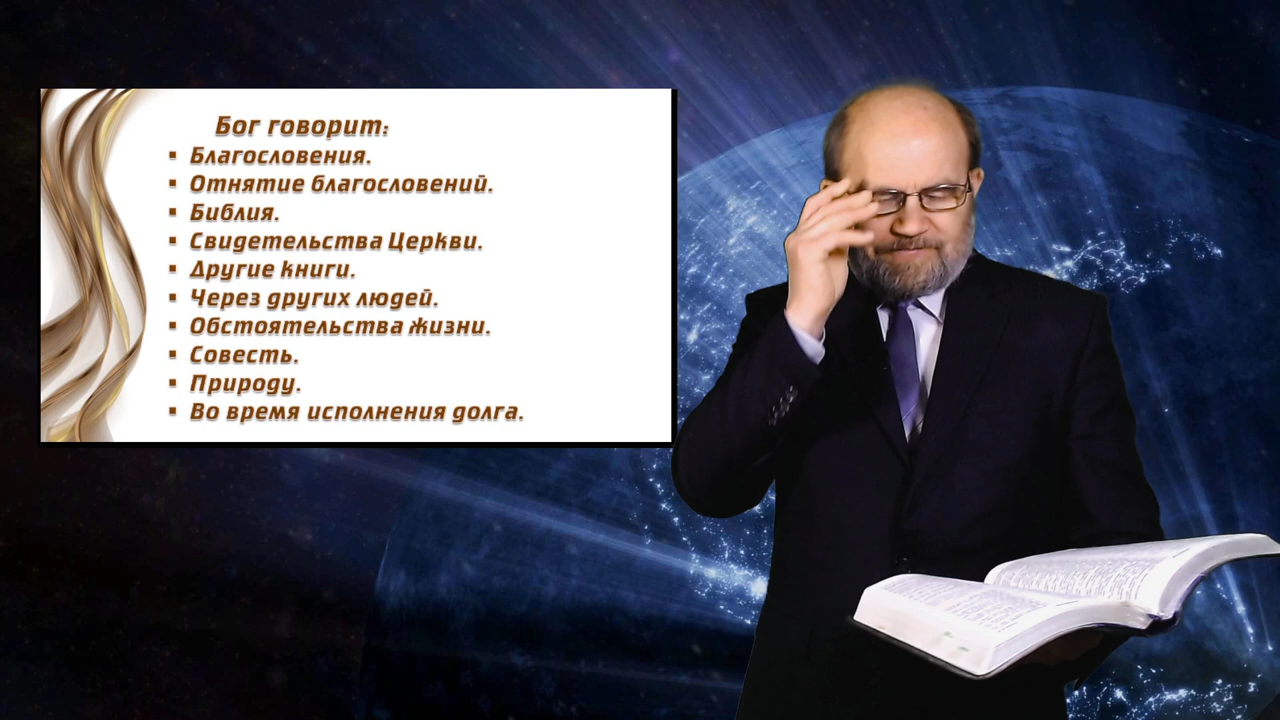 Бог говорит:
▪ Благословения.
▪ Отнятие благословений.
▪ Библия.
▪ Свидетельства Церкви.
▪ Другие книги.
▪ Через других людей.
▪ Обстоятельства жизни.
▪ Совесть.
▪ Природу.
▪ Во время исполнения долга.